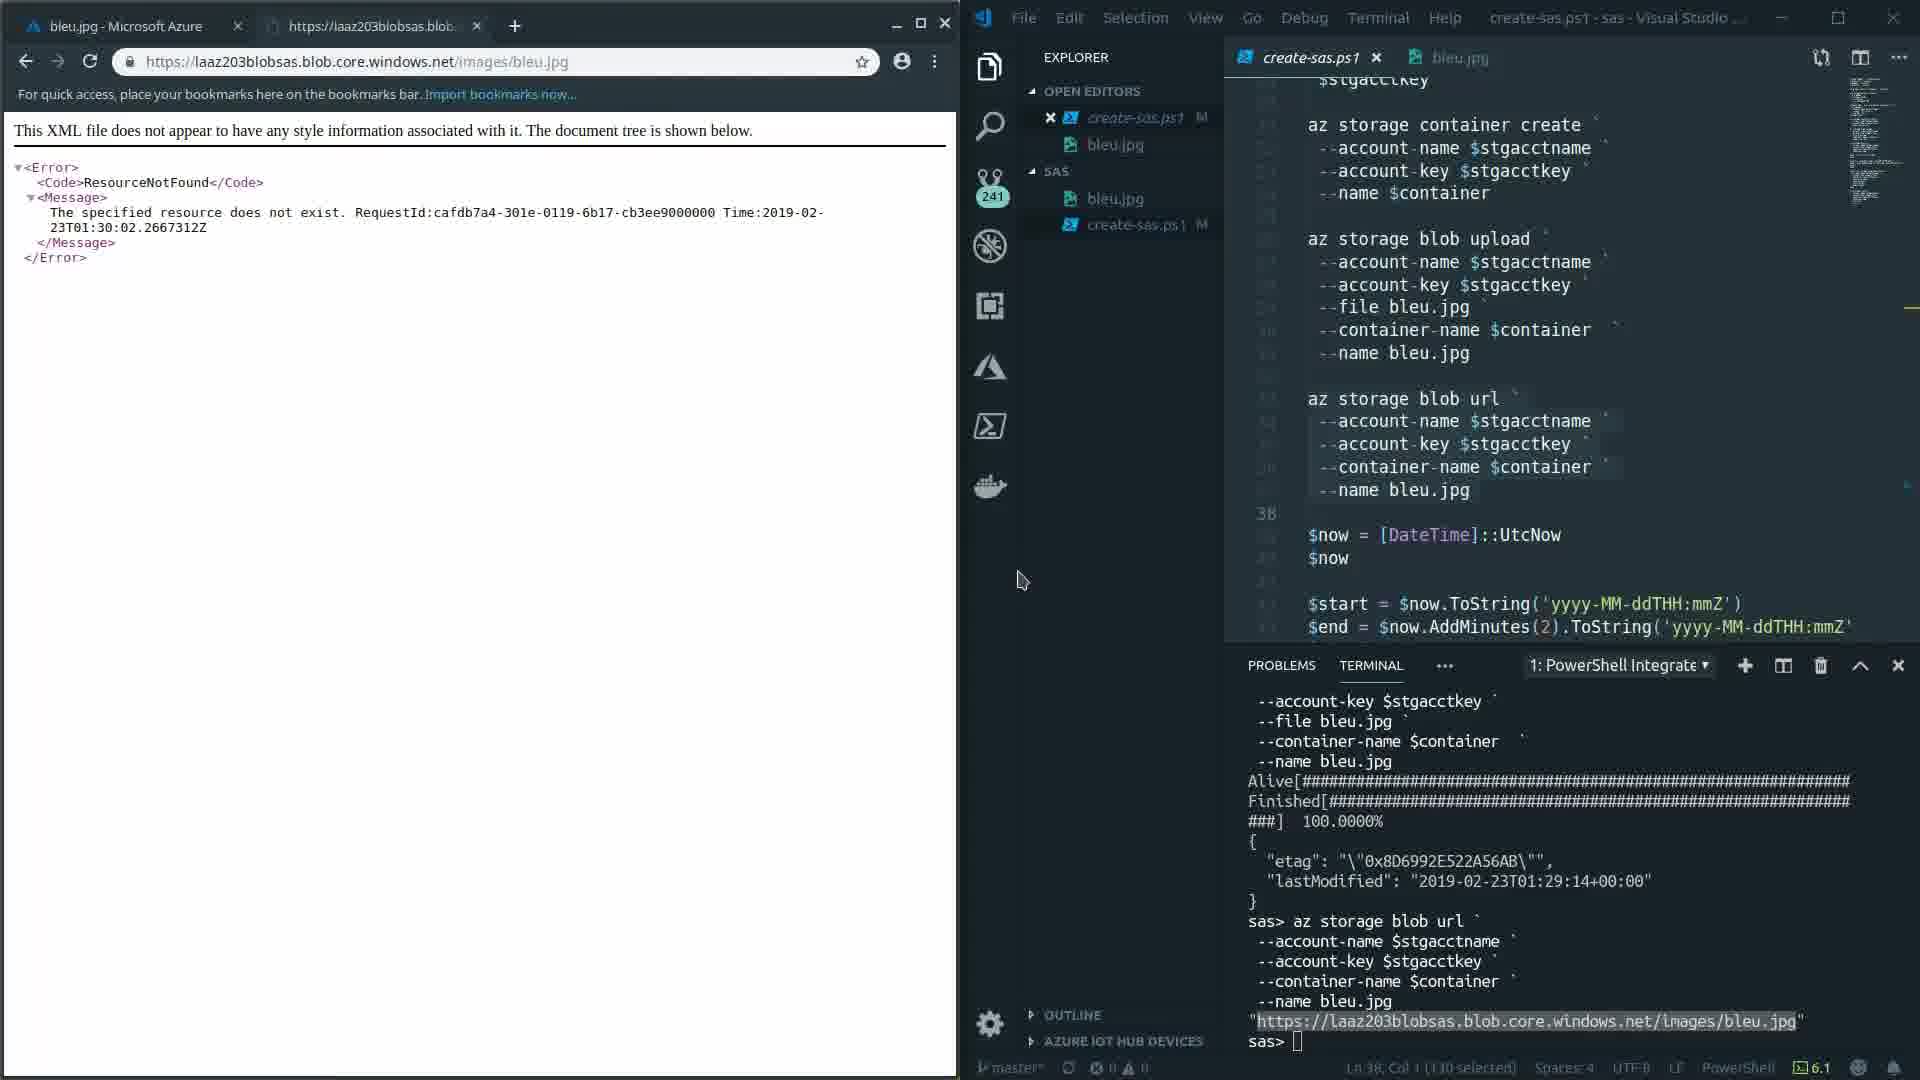 bleu.jpg - Microsoft Azure
https://laaz203blobsas.blob.
https://laaz203blobsas.blob.core.windows.net/images/bleu.jpg
For quick access, place your bookmarks here on the bookmarks bar. Import bookmarks now...
This XML file does not appear to have any style information associated with it. The document tree is shown below.
<Error>
<Code>ResourceNotFound</Code>
<Message>
The specified resource does not exist. RequestId:cafdb7a4-301e-0119-6b17-cb3ee9000000 Time:2019-02-
23T01:30:02.2667312Z
</Message>
</Error>
File Edit Selection View Go Debug Terminal Help create-sas.ps1 - sas - Visual Studio ...
EXPLORER
OPEN EDITORS
create-sas.ps1 M
bleu.jpg
SAS
bleu.jpg
create-sas.ps1 M
241
OUTLINE
AZURE IOT HUB DEVICES
create-sas.ps1
bleu.jpg
$stgacctkey
az storage container create `
--account-name $stgacctname `
--account-key $stgacctkey `
--name $container
az storage blob upload `
--account-name $stgacctname `
--account-key $stgacctkey `
--file bleu.jpg `
--container-name $container `
--name bleu.jpg
az storage blob url `
--account-name $stgacctname `
--account-key $stgacctkey `
--container-name $container `
--name bleu.jpg
38
$now = [DateTime]::UtcNow
$now
$start = $now.ToString('yyyy-MM-ddTHH:mmZ')
$end = $now.AddMinutes(2).ToString('yyyy-MM-ddTHH:mmZ'
PROBLEMS TERMINAL ... 1: PowerShell Integrate
--account-key $stgacctkey `
--file bleu.jpg `
--container-name $container `
--name bleu.jpg
Alive[#############################################################
Finished[##########################################################
###] 100.0000%
{
"etag": "\"0x8D6992E522A56AB\"",
"lastModified": "2019-02-23T01:29:14+00:00"
}
sas> az storage blob url `
--account-name $stgacctname `
--account-key $stgacctkey `
--container-name $container `
--name bleu.jpg
"https://laaz203blobsas.blob.core.windows.net/images/bleu.jpg"
sas>
master* 0 0 Ln 38, Col 1 (130 selected) Spaces: 4 UTF-8 LF PowerShell 6.1